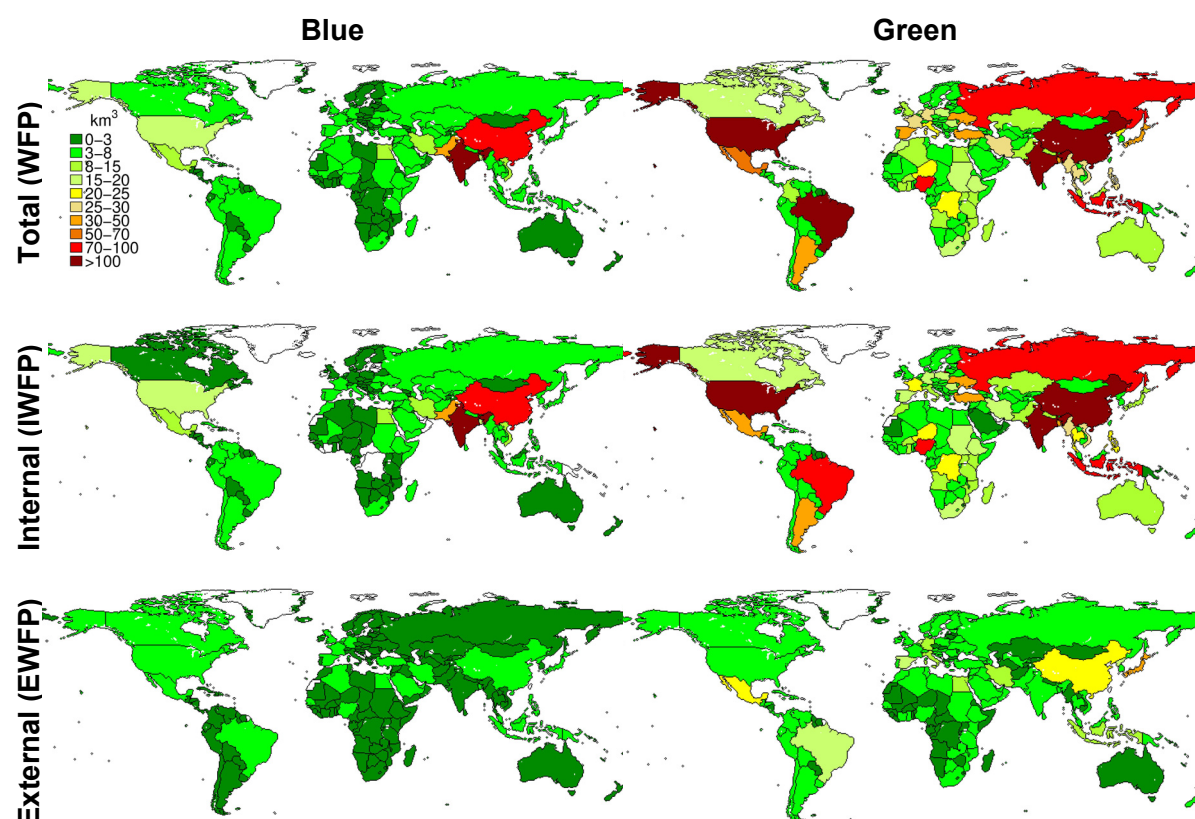 Blue
Green
Total (WFP)
km3
0–3
3–8
8–15
15–20
20–25
25–30
30–50
50–70
70–100
>100
Internal (IWFP)
External (EWFP)